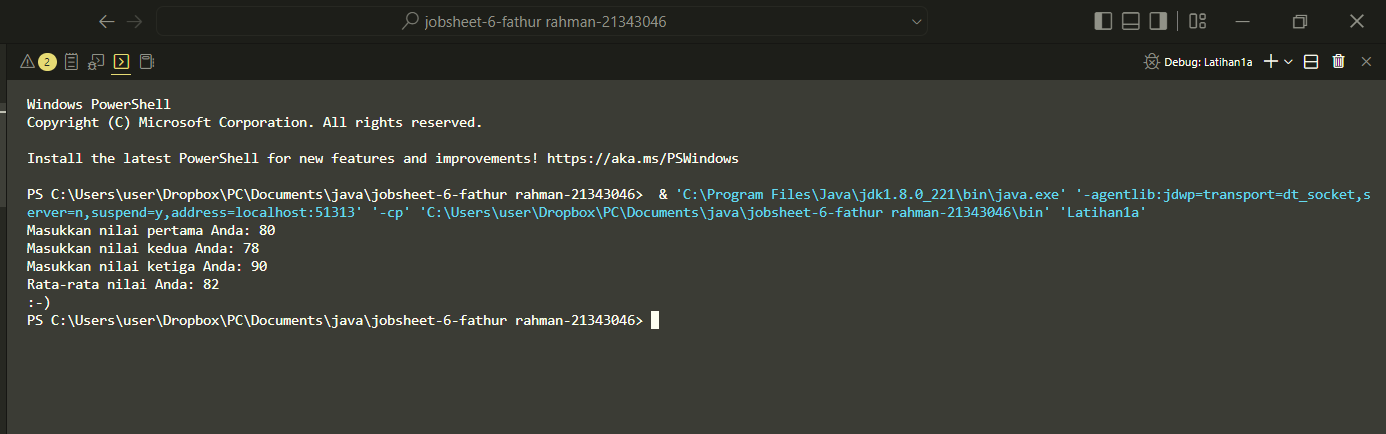 jobsheet-6-fathur rahman-21343046
2
Debug: Latihan1a
Windows PowerShell
Copyright (C) Microsoft Corporation. All rights reserved.
Install the latest PowerShell for new features and improvements! https://aka.ms/PSWindows
PS C:\Users\user\Dropbox\PC\Documents\java\jobsheet-6-fathur rahman-21343046>  & 'C:\Program Files\Java\jdk1.8.0_221\bin\java.exe' '-agentlib:jdwp=transport=dt_socket,s
erver=n,suspend=y,address=localhost:51313' '-cp' 'C:\Users\user\Dropbox\PC\Documents\java\jobsheet-6-fathur rahman-21343046\bin' 'Latihan1a'
Masukkan nilai pertama Anda: 80
Masukkan nilai kedua Anda: 78
Masukkan nilai ketiga Anda: 90
Rata-rata nilai Anda: 82
:-)
PS C:\Users\user\Dropbox\PC\Documents\java\jobsheet-6-fathur rahman-21343046>